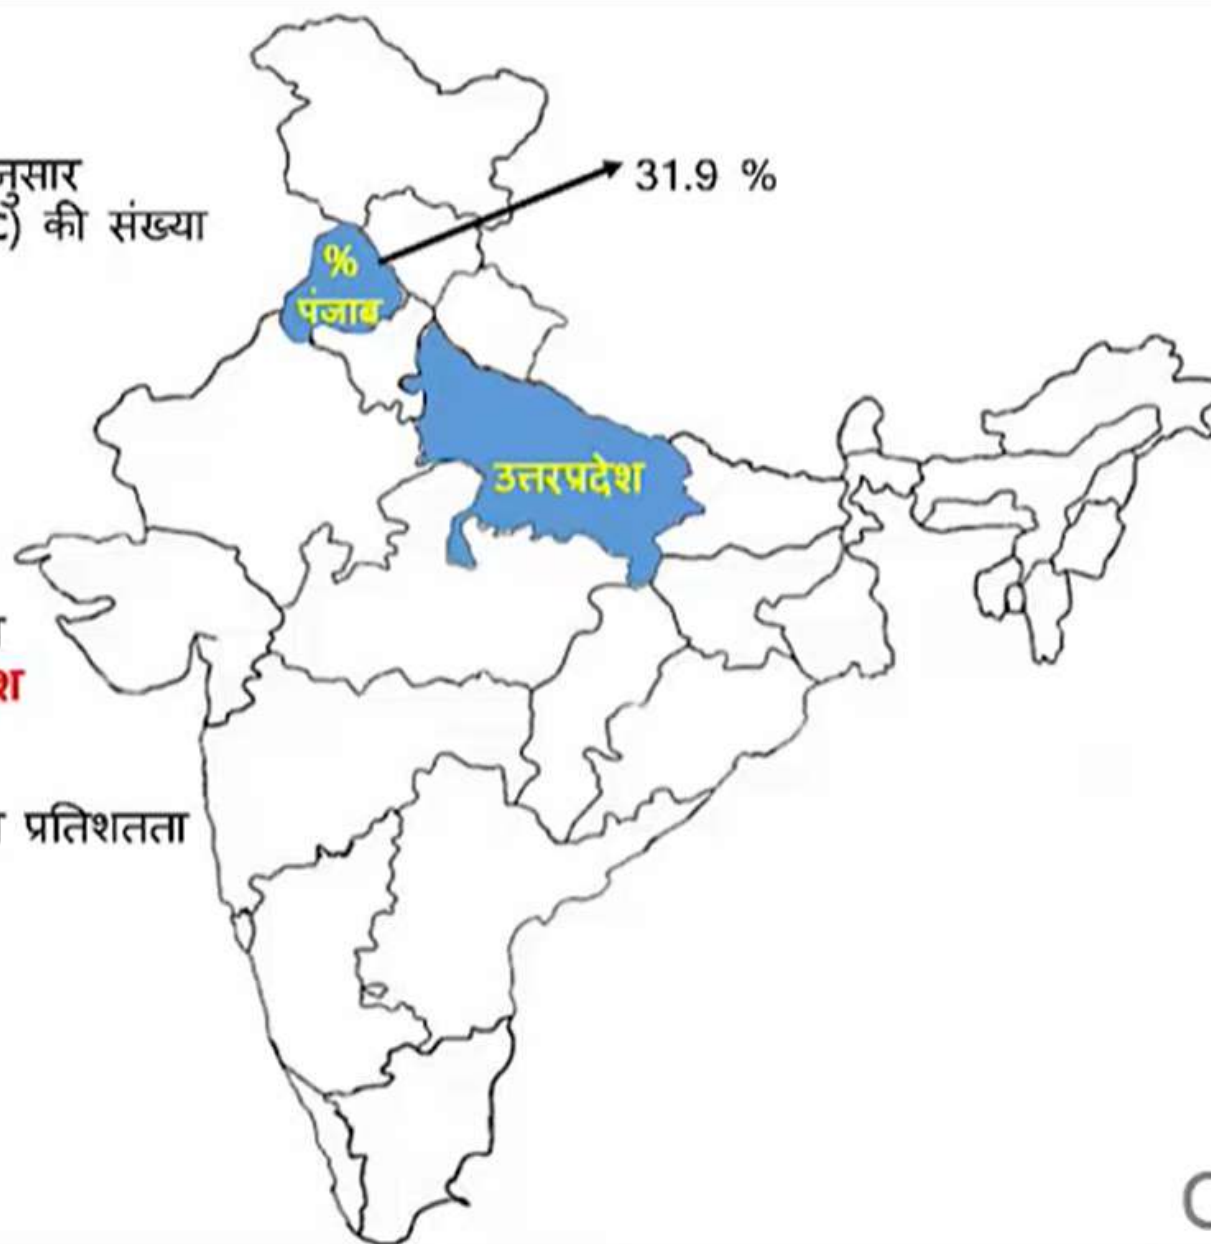 नुसार
31.9 %
की संख्या
%
पंजाब
उत्तरप्रदेश
प्रतिशतता